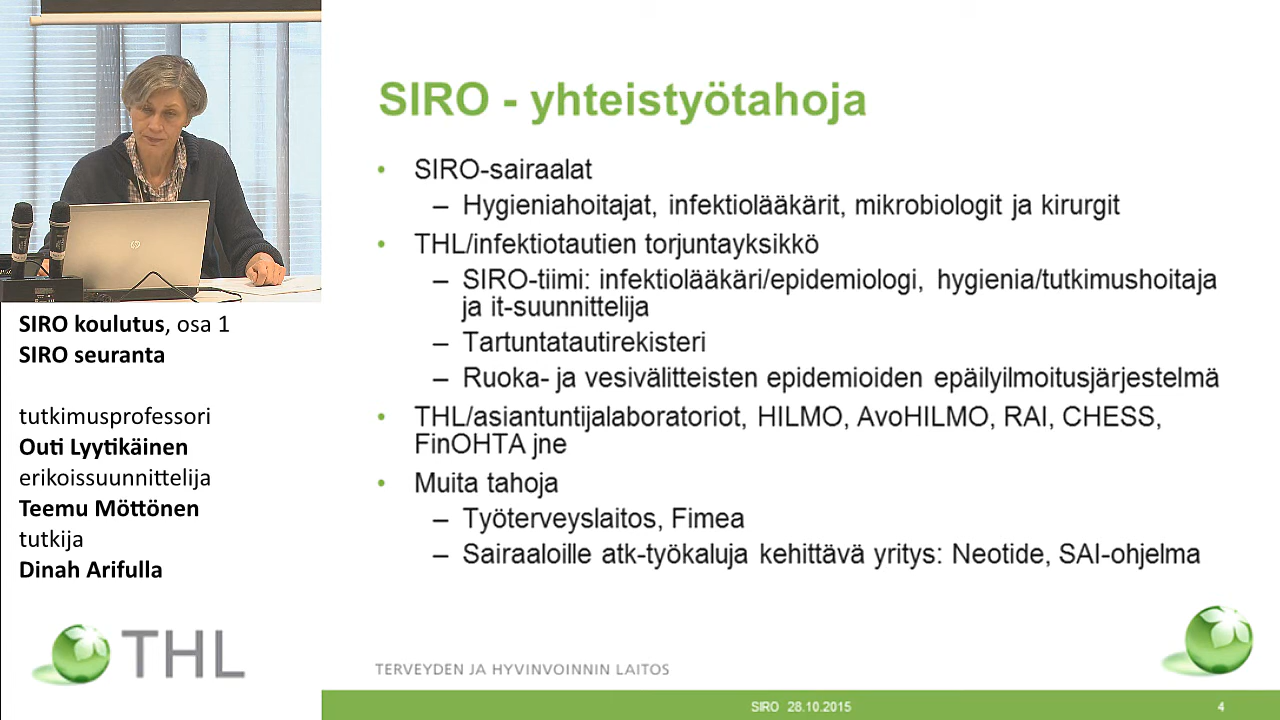 SIRO koulutus, osa 1
SIRO seuranta
tutkimusprofessori
Outi Lyytikäinen
erikoissuunnittelija
Teemu Möttönen
tutkija
Dinah Arifulla
THL
SIRO - yhteistyötahoja
• SIRO-sairaalat
– Hygieniahoitajat, infektiolääkärit, mikrobiologit ja kirurgit
• THL/infektiotautien torjuntayksikkö
– SIRO-tiimi: infektiolääkäri/epidemiologi, hygienia/tutkimushoitaja
ja it-suunnittelija
– Tartuntatautirekisteri
– Ruoka- ja vesivälitteisten epidemioiden epäilyilmoitusjärjestelmä
• THL/asiantuntijalaboratoriot, HILMO, AvoHILMO, RAI, CHESS,
FinOHTA jne
• Muita tahoja
– Työterveyslaitos, Fimea
– Sairaaloille atk-työkaluja kehittävä yritys: Neotide, SAI-ohjelma
TERVEYDEN JA HYVINVOINNIN LAITOS
SIRO 28.10.2015
4